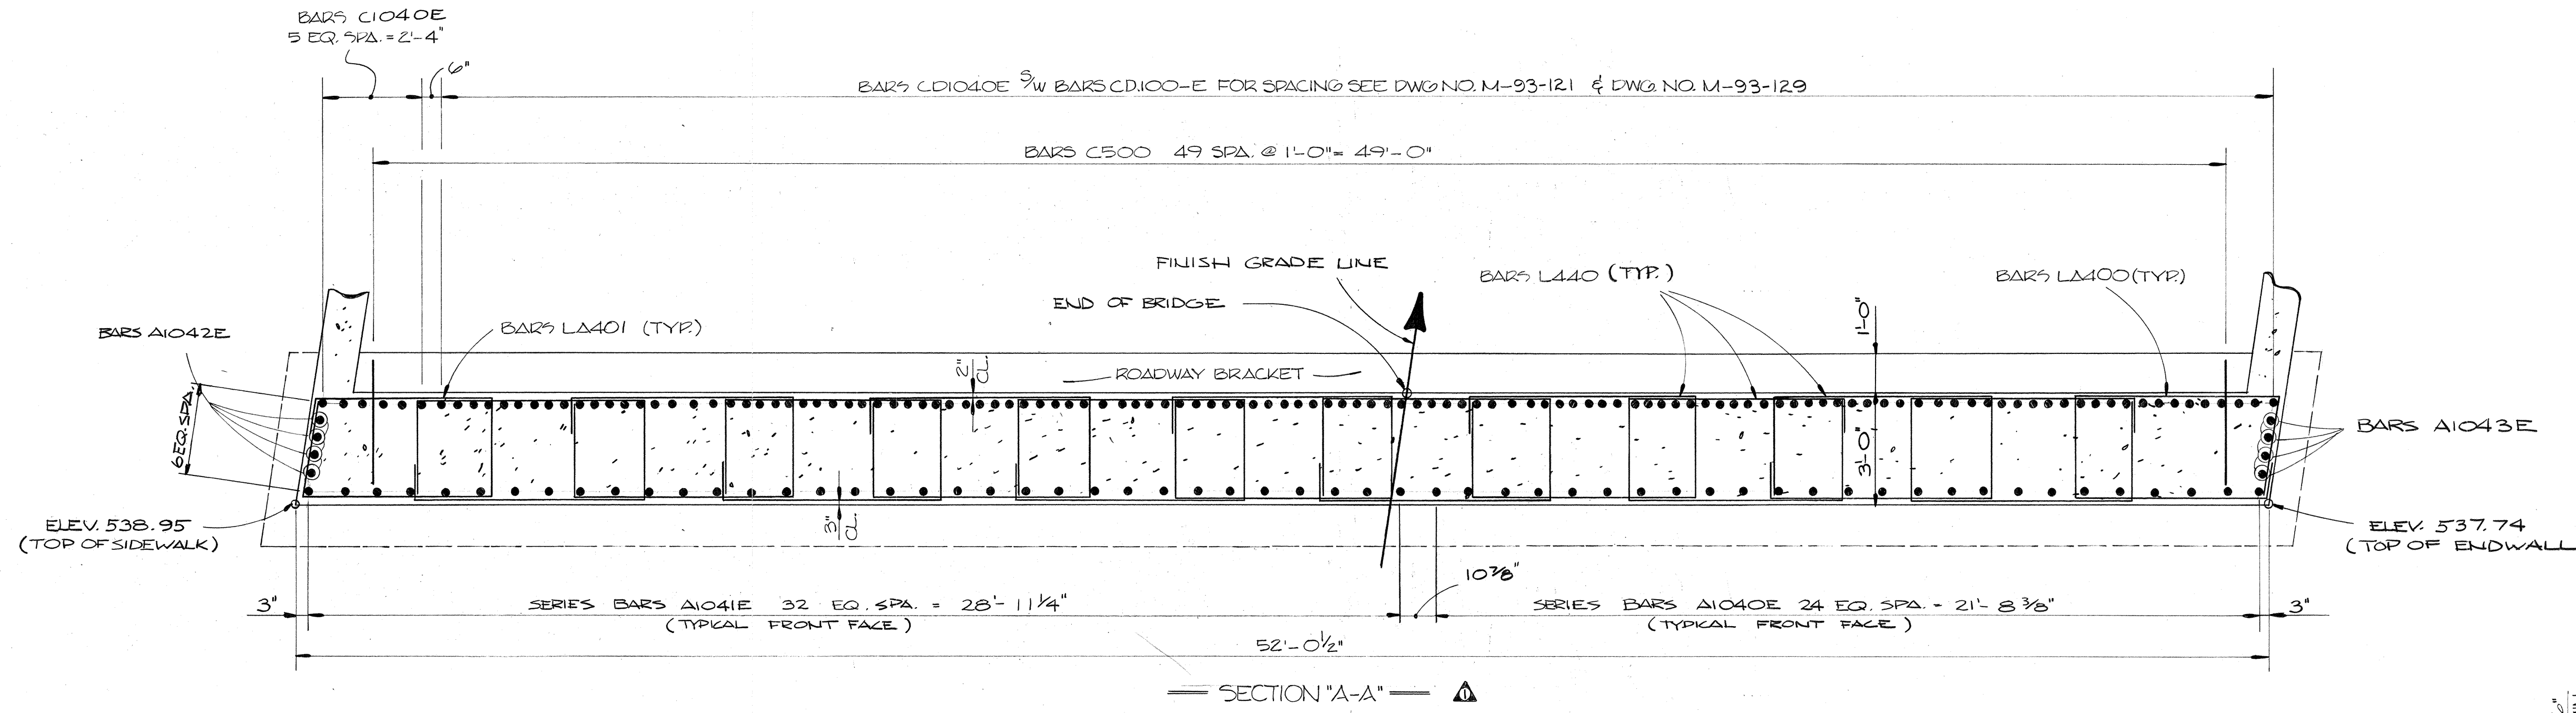 BARS C1040E
5 EQ. SPA. = 2'-4"
6"
BARS CD1040E S/W BARS CD.100-E FOR SPACING SEE DWG NO. M-93-121 & DWG. NO. M-93-129
BARS C500 49 SPA. @ 1'-0" = 49'-0"
FINISH GRADE LINE
END OF BRIDGE
BARS L440 (TYP.)
BARS LA400 (TYP.)
BARS A1042E
BARS LA401 (TYP.)
1'-0"
2" CL.
ROADWAY BRACKET
6 EQ. SPA.
3'-0"
BARS A1043E
3" CL.
ELEV. 538.95
(TOP OF SIDEWALK)
ELEV. 537.74
(TOP OF ENDWALL
10 7/8"
3"
SERIES BARS A1041E 32 EQ. SPA. = 28'-11 1/4"
(TYPICAL FRONT FACE)
SERIES BARS A1040E 24 EQ. SPA. = 21'-8 3/8"
(TYPICAL FRONT FACE)
3"
52'-0 1/2"
SECTION "A-A"
1